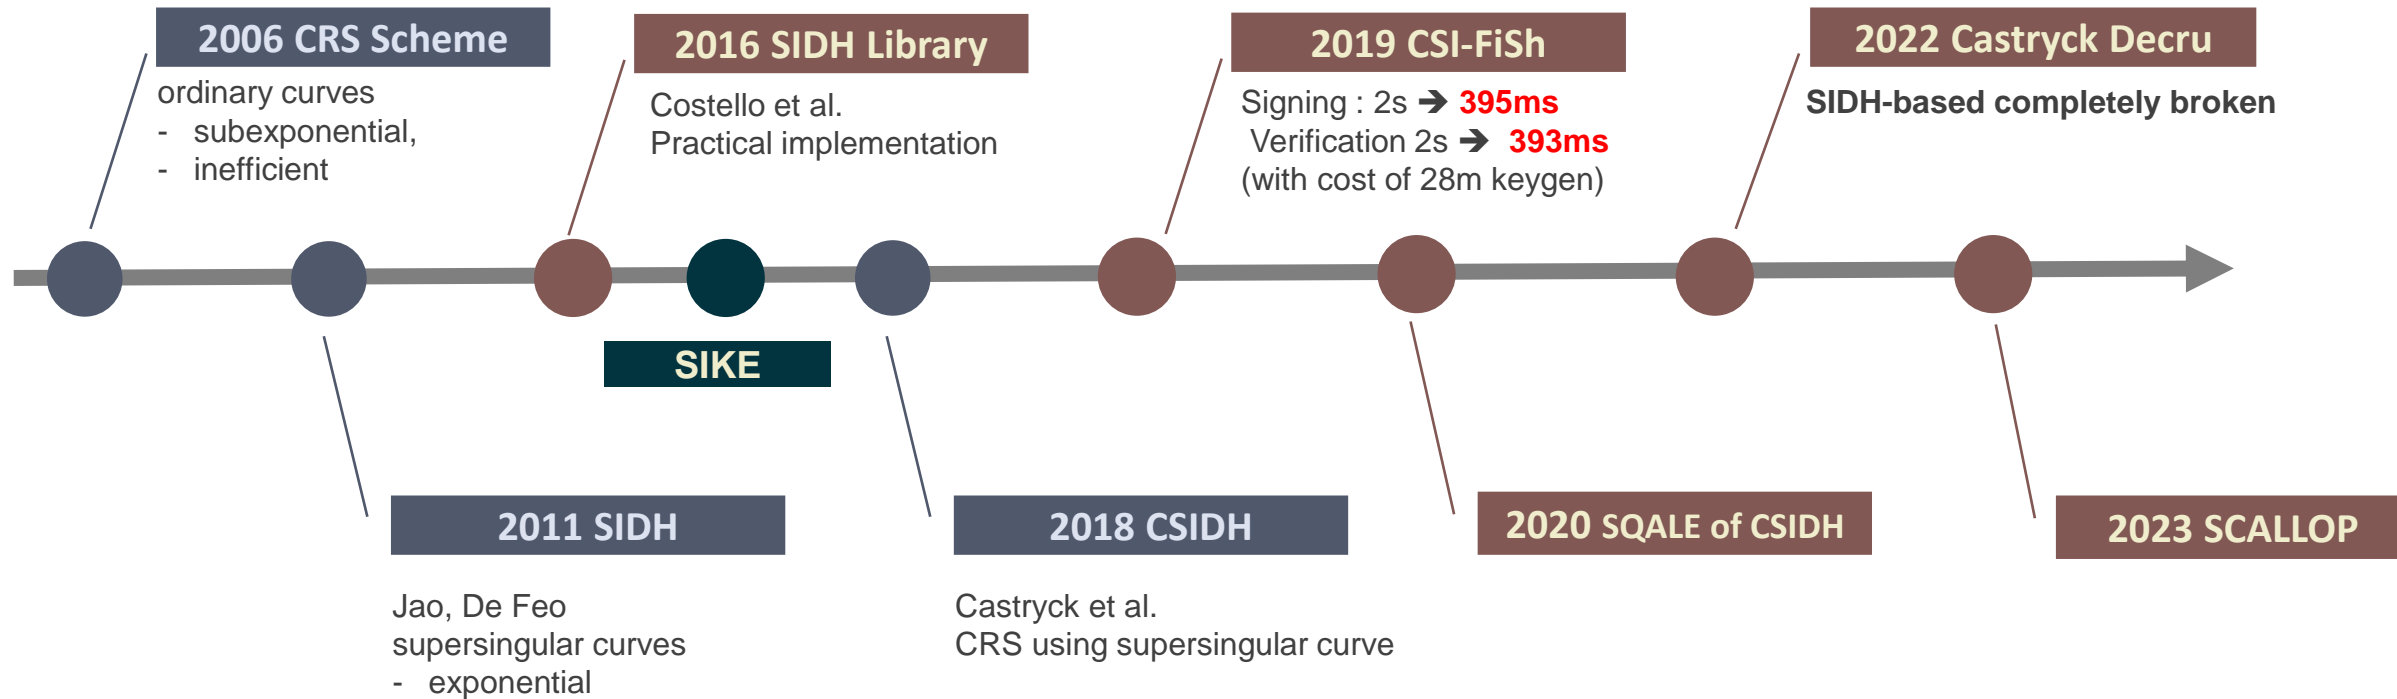 2006 CRS Scheme
ordinary curves
- subexponential,
- inefficient
2016 SIDH Library
Costello et al.
Practical implementation
2019 CSI-FiSh
Signing : 2s ➔ 395ms
Verification 2s ➔ 393ms
(with cost of 28m keygen)
2022 Castryck Decru
SIDH-based completely broken
SIKE
2011 SIDH
Jao, De Feo
supersingular curves
- exponential
2018 CSIDH
Castryck et al.
CRS using supersingular curve
2020 SQALE of CSIDH
2023 SCALLOP